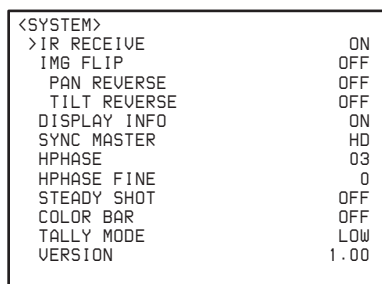 <SYSTEM>
>IR RECEIVE ON
IMG FLIP OFF
PAN REVERSE OFF
TILT REVERSE OFF
DISPLAY INFO ON
SYNC MASTER HD
HPHASE 03
HPHASE FINE 0
STEADY SHOT OFF
COLOR BAR OFF
TALLY MODE LOW
VERSION 1.00